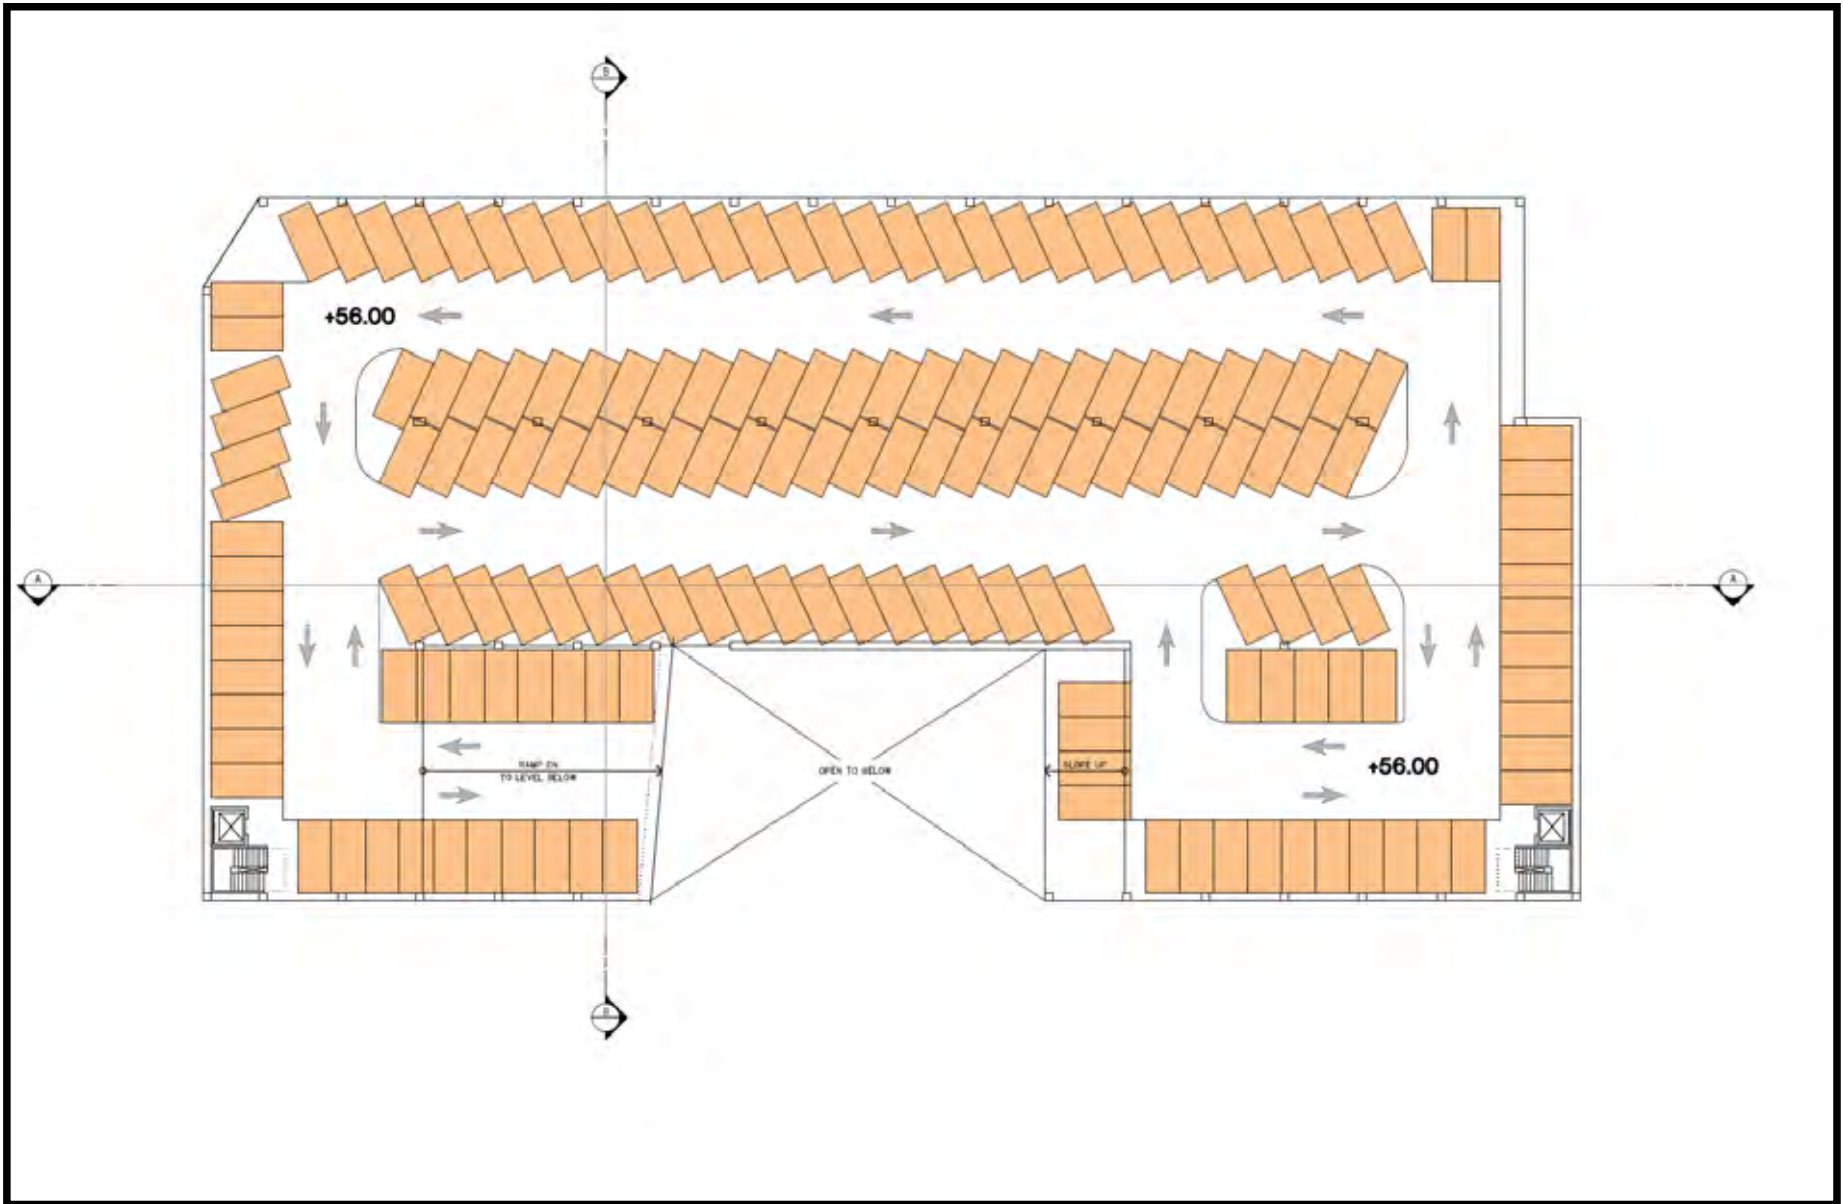 B
+56.00
A
A
RAMP DN.
TO LEVEL BELOW
OPEN TO BELOW
SLOPE UP
+56.00
B